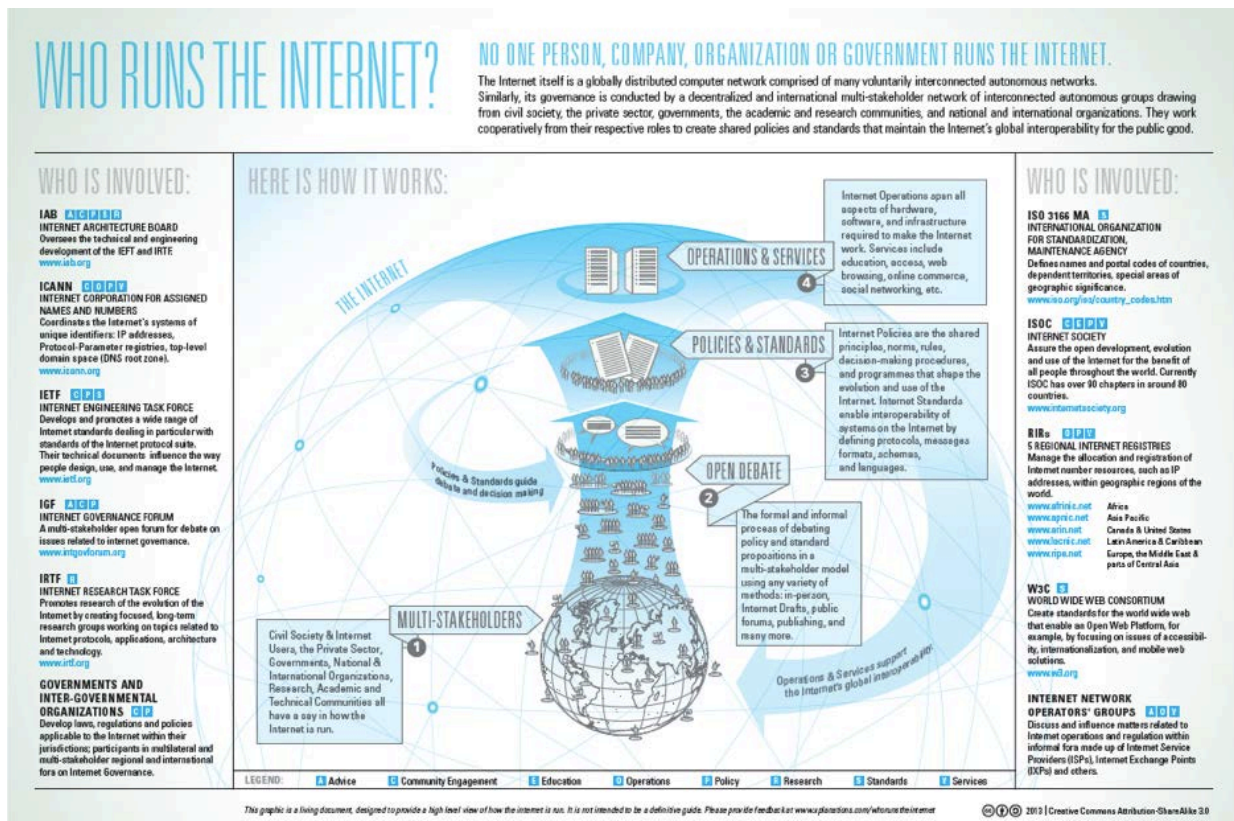 WHO RUNS THE INTERNET?
NO ONE PERSON, COMPANY, ORGANIZATION OR GOVERNMENT RUNS THE INTERNET.
The Internet itself is a globally distributed computer network comprised of many voluntarily interconnected autonomous networks.
Similarly, its governance is conducted by a decentralized and international multi-stakeholder network of interconnected autonomous groups drawing
from civil society, the private sector, governments, the academic and research communities, and national and international organizations. They work
cooperatively from their respective roles to create shared policies and standards that maintain the Internet's global interoperability for the public good.
WHO IS INVOLVED:
IAB A C P E R
INTERNET ARCHITECTURE BOARD
Oversees the technical and engineering
development of the IEFT and IRTF.
www.iab.org
ICANN C O P V
INTERNET CORPORATION FOR ASSIGNED
NAMES AND NUMBERS
Coordinates the Internet's systems of
unique identifiers: IP addresses,
Protocol-Parameter registries, top-level
domain space (DNS root zone).
www.icann.org
IETF C P S
INTERNET ENGINEERING TASK FORCE
Develops and promotes a wide range of
Internet standards dealing in particular with
standards of the Internet protocol suite.
Their technical documents influence the way
people design, use, and manage the Internet.
www.ietf.org
IGF A C P
INTERNET GOVERNANCE FORUM
A multi-stakeholder open forum for debate on
issues related to internet governance.
www.intgovforum.org
IRTF R
INTERNET RESEARCH TASK FORCE
Promotes research of the evolution of the
Internet by creating focused, long-term
research groups working on topics related to
Internet protocols, applications, architecture
and technology.
www.irtf.org
GOVERNMENTS AND
INTER-GOVERNMENTAL
ORGANIZATIONS C P
Develop laws, regulations and policies
applicable to the Internet within their
jurisdictions; participants in multilateral and
multi-stakeholder regional and international
fora on Internet Governance.
HERE IS HOW IT WORKS:
THE INTERNET
OPERATIONS & SERVICES
4
Internet Operations span all
aspects of hardware,
software, and infrastructure
required to make the Internet
work. Services include
education, access, web
browsing, online commerce,
social networking, etc.
POLICIES & STANDARDS
3
Internet Policies are the shared
principles, norms, rules,
decision-making procedures,
and programmes that shape the
evolution and use of the
Internet. Internet Standards
enable interoperability of
systems on the Internet by
defining protocols, messages
formats, schemas,
and languages.
Policies & Standards guide
debate and decision making
OPEN DEBATE
2
The formal and informal
process of debating
policy and standard
propositions in a
multi-stakeholder model
using any variety of
methods: in-person,
Internet Drafts, public
forums, publishing, and
many more.
MULTI-STAKEHOLDERS
1
Civil Society & Internet
Users, the Private Sector,
Governments, National &
International Organizations,
Research, Academic and
Technical Communities all
have a say in how the
Internet is run.
Operations & Services support
the Internet's global interoperability.
LEGEND: A Advice C Community Engagement E Education O Operations P Policy R Research S Standards V Services
WHO IS INVOLVED:
ISO 3166 MA S
INTERNATIONAL ORGANIZATION
FOR STANDARDIZATION,
MAINTENANCE AGENCY
Defines names and postal codes of countries,
dependent territories, special areas of
geographic significance.
www.iso.org/iso/country_codes.htm
ISOC C E P V
INTERNET SOCIETY
Assure the open development, evolution
and use of the Internet for the benefit of
all people throughout the world. Currently
ISOC has over 90 chapters in around 80
countries.
www.internetsociety.org
RIRs O P V
5 REGIONAL INTERNET REGISTRIES
Manage the allocation and registration of
Internet number resources, such as IP
addresses, within geographic regions of the
world.
www.afrinic.net Africa
www.apnic.net Asia Pacific
www.arin.net Canada & United States
www.lacnic.net Latin America & Caribbean
www.ripe.net Europe, the Middle East &
parts of Central Asia
W3C S
WORLD WIDE WEB CONSORTIUM
Create standards for the world wide web
that enable an Open Web Platform, for
example, by focusing on issues of accessibil-
ity, internationalization, and mobile web
solutions.
www.w3.org
INTERNET NETWORK
OPERATORS' GROUPS A O V
Discuss and influence matters related to
Internet operations and regulation within
informal fora made up of Internet Service
Providers (ISPs), Internet Exchange Points
(IXPs) and others.
This graphic is a living document, designed to provide a high level view of how the internet is run. It is not intended to be a definitive guide. Please provide feedback at www.xplanations.com/whorunstheinternet
2013 | Creative Commons Attribution-ShareAlike 3.0